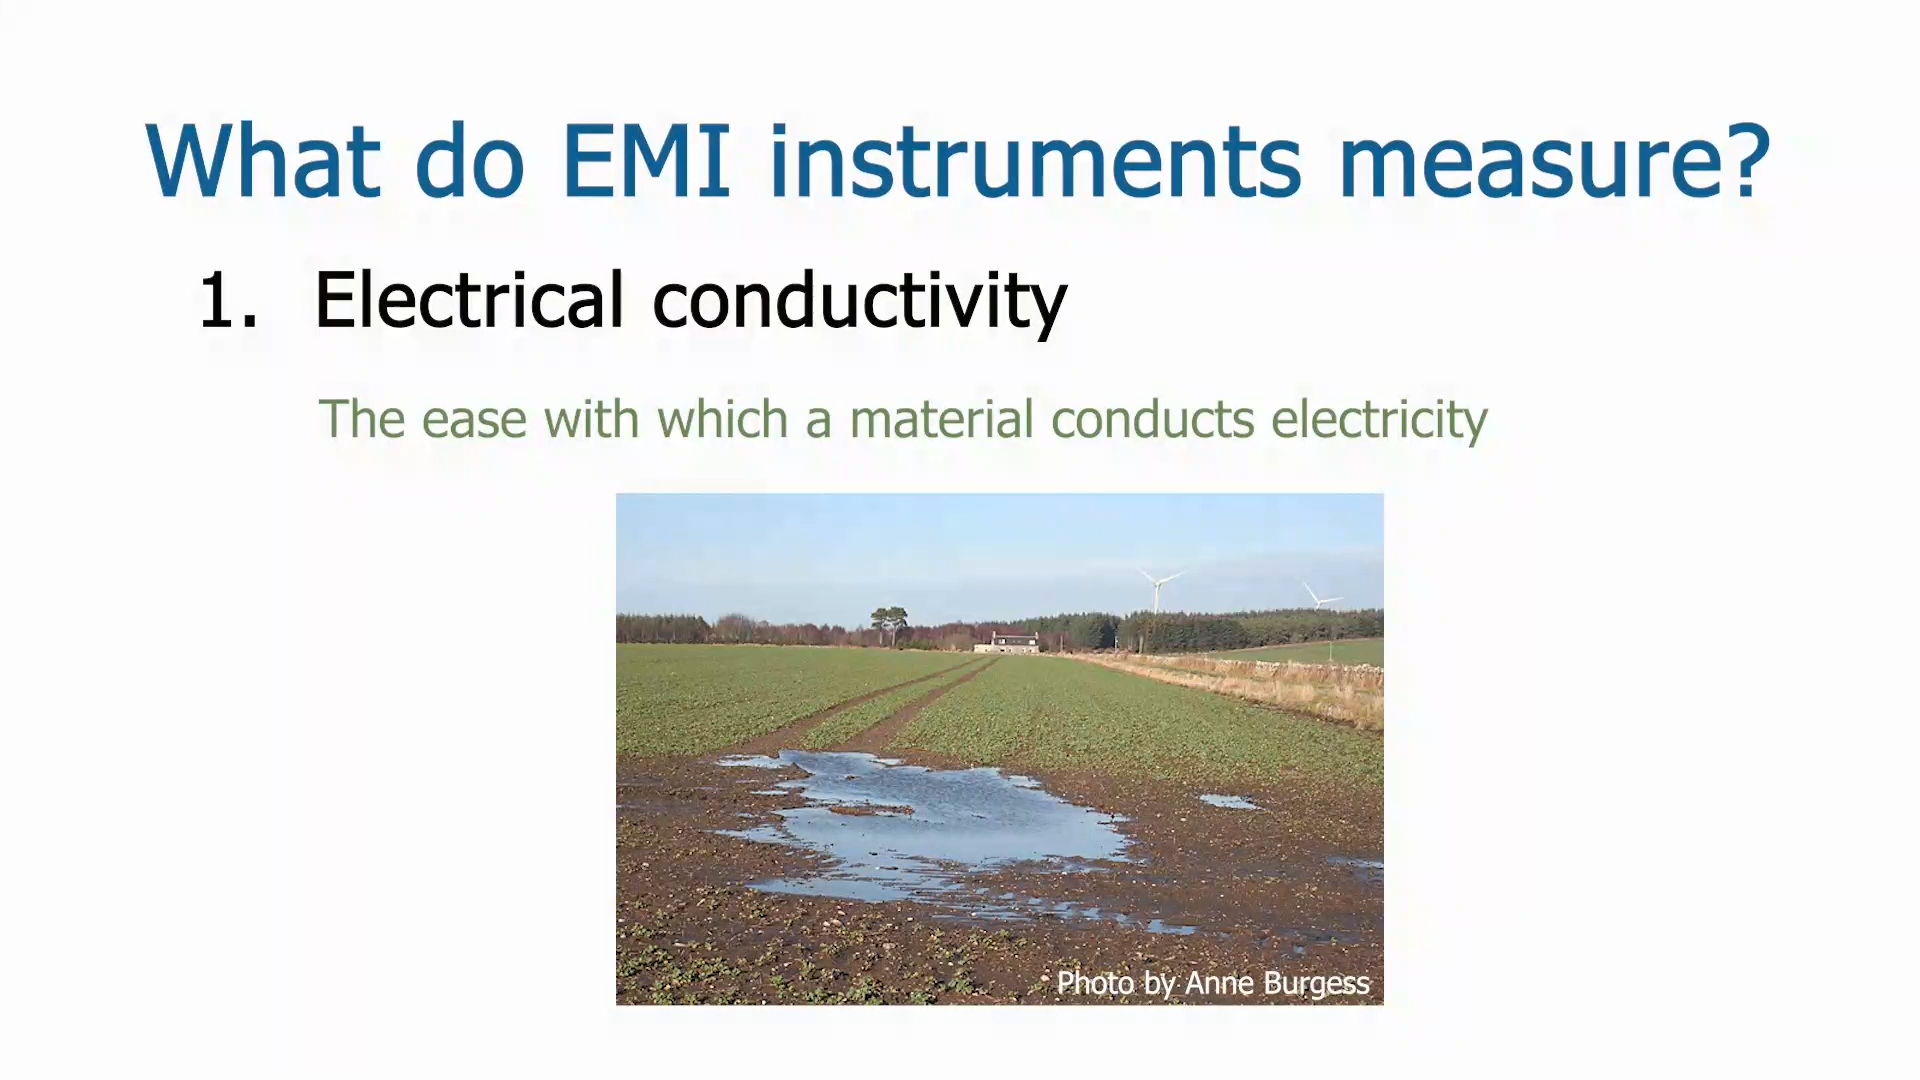 What do EMI instruments measure?
1. Electrical conductivity
The ease with which a material conducts electricity
Photo by Anne Burgess